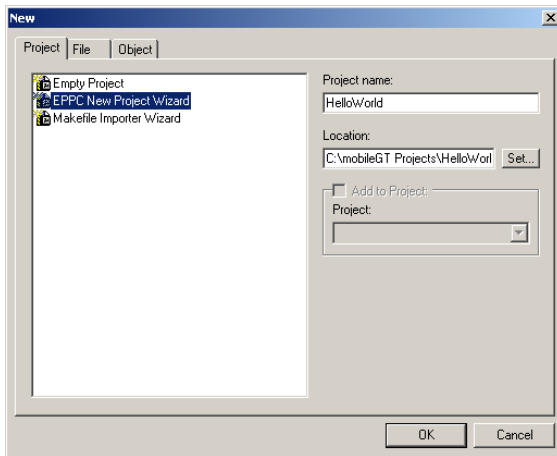 New
Project File Object
Empty Project
EPPC New Project Wizard
Makefile Importer Wizard
Project name:
HelloWorld
Location:
C:\mobileGT Projects\HelloWorl
Set...
Add to Project:
Project:
OK Cancel